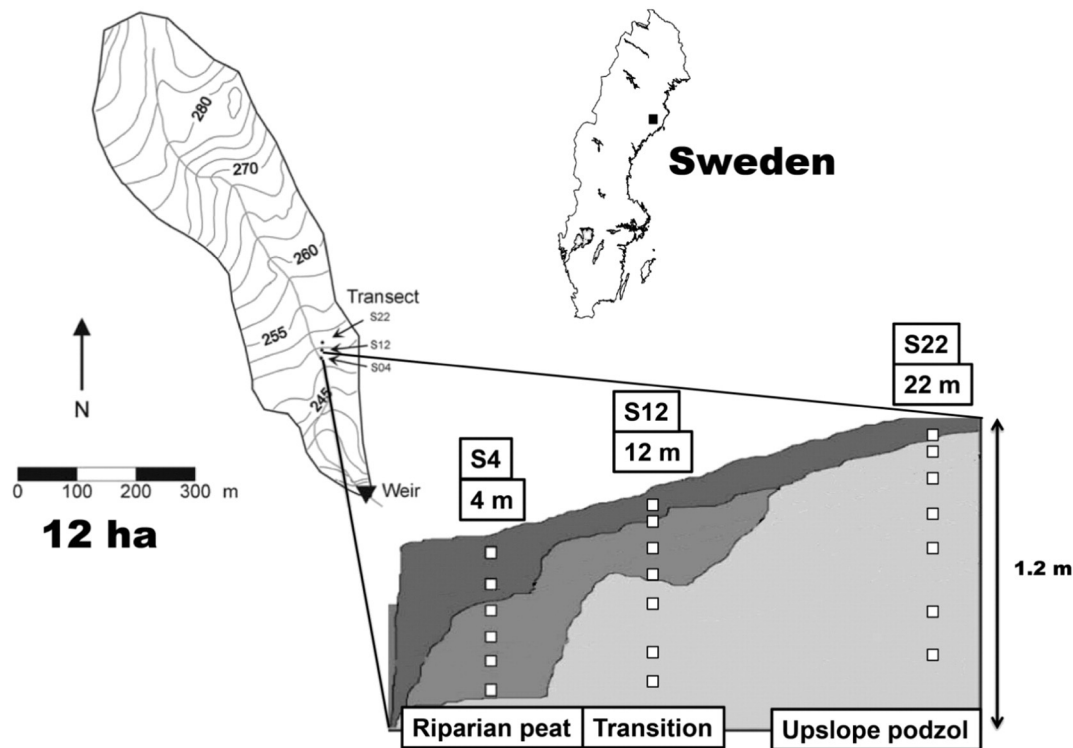 280
270
Sweden
260
Transect
S22
255
S12
S04
S22
22 m
N
S12
12 m
245
S4
4 m
0 100 200 300 m
Weir
12 ha
1.2 m
Riparian peat Transition Upslope podzol